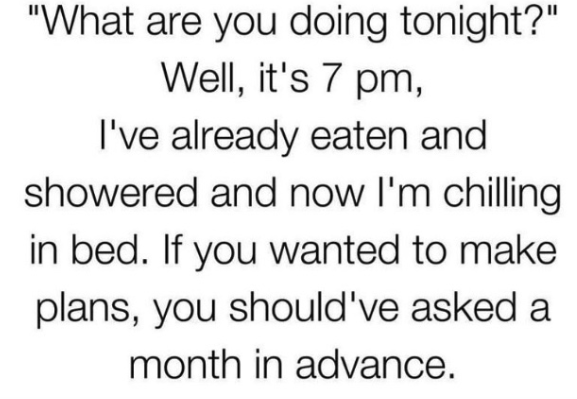 "What are you doing tonight?"
Well, it's 7 pm,
I've already eaten and
showered and now I'm chilling
in bed. If you wanted to make
plans, you should've asked a
month in advance.